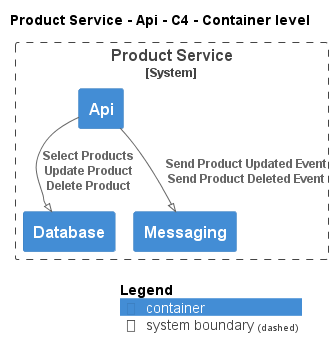 Product Service - Api - C4 - Container level
Product Service
[System]
Api
Select Products
Update Product
Delete Product
Send Product Updated Event
Send Product Deleted Event
Database
Messaging
Legend
container
system boundary (dashed)